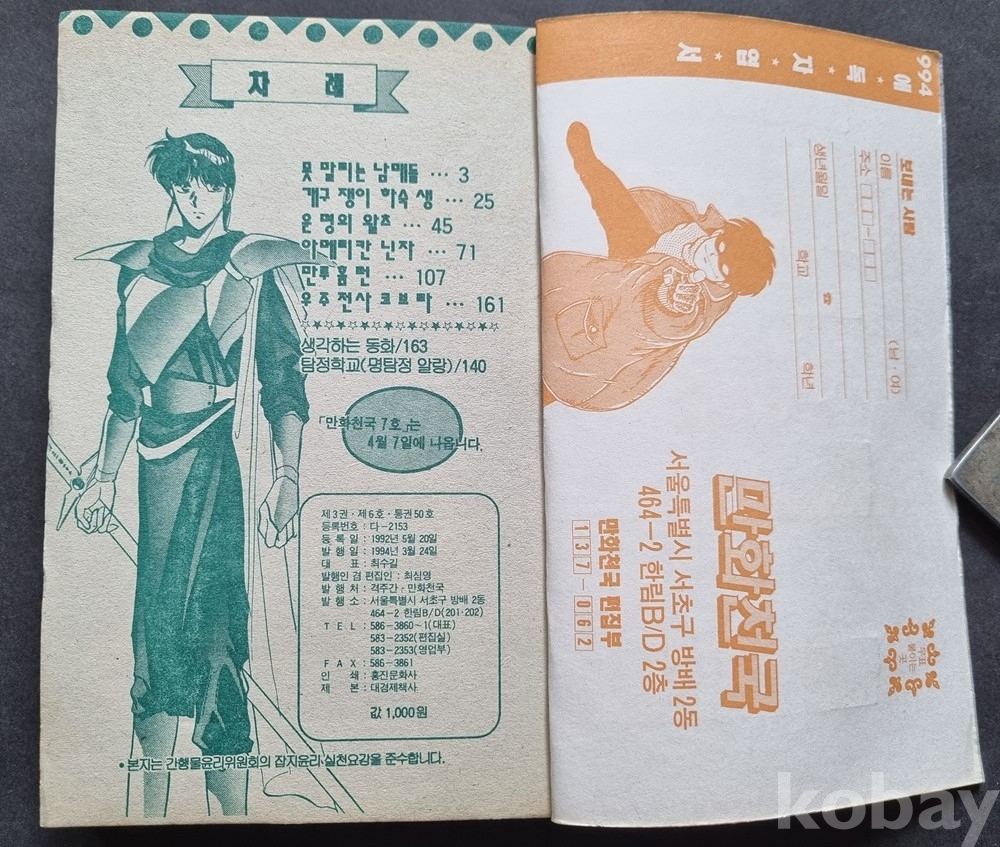 차 례
못 말리는 남매들 … 3
개구 쟁이 하숙 생 … 25
운 명의 왈츠 … 45
아메리칸 닌자 … 71
만루홈 런 … 107
우주 전사 코브라 … 161
생각하는 동화/163
탐정학교(명탐정 알랑)/140
「만화천국 7호」는
4월 7일에 나옵니다.
제 3권·제 6호·통권 50호
등록번호 : 다-2153
등 록 일 : 1992년 5월 20일
발 행 일 : 1994년 3월 24일
대 표 : 최수길
발행인 겸 편집인 : 최심영
발 행 처 : 격주간·만화천국
발 행 소 : 서울특별시 서초구 방배 2동
464-2 한림B/D(201·202)
T E L : 586-3860~1(대표)
583-2352(편집실)
583-2353(영업부)
F A X : 586-3861
인 쇄 : 홍진문화사
제 본 : 대경제책사
값 1,000원
• 본지는 간행물윤리위원회의 잡지윤리 실천요강을 준수합니다.
994 애★독★자★엽★서
보내는 사람
이름 (남·여)
주소 □□□-□□□
☎
생년월일 학교 학년
우표
붙이는
곳
만화천국
서울특별시 서초구 방배 2동
464-2 한림B/D 2층
만화천국 편집부
137-062
kobay